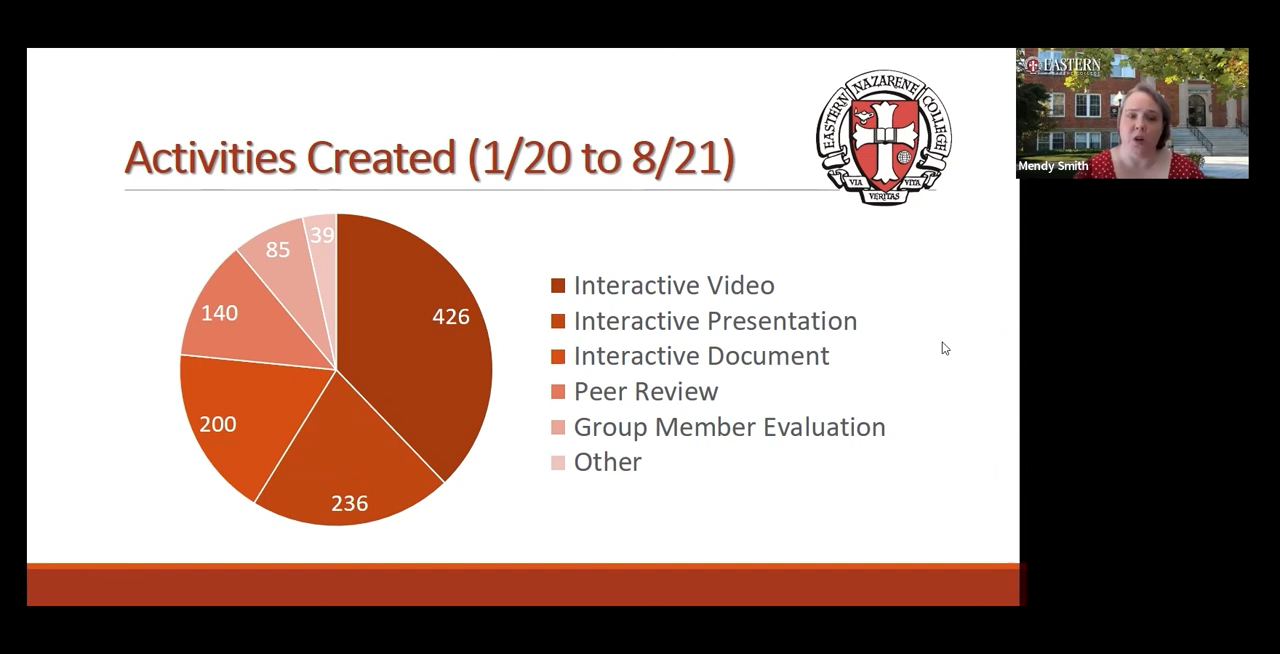 Activities Created (1/20 to 8/21)
EASTERN NAZARENE COLLEGE
VIA VERITAS VITA
426
236
200
140
85
39
Interactive Video
Interactive Presentation
Interactive Document
Peer Review
Group Member Evaluation
Other
EASTERN
Mendy Smith